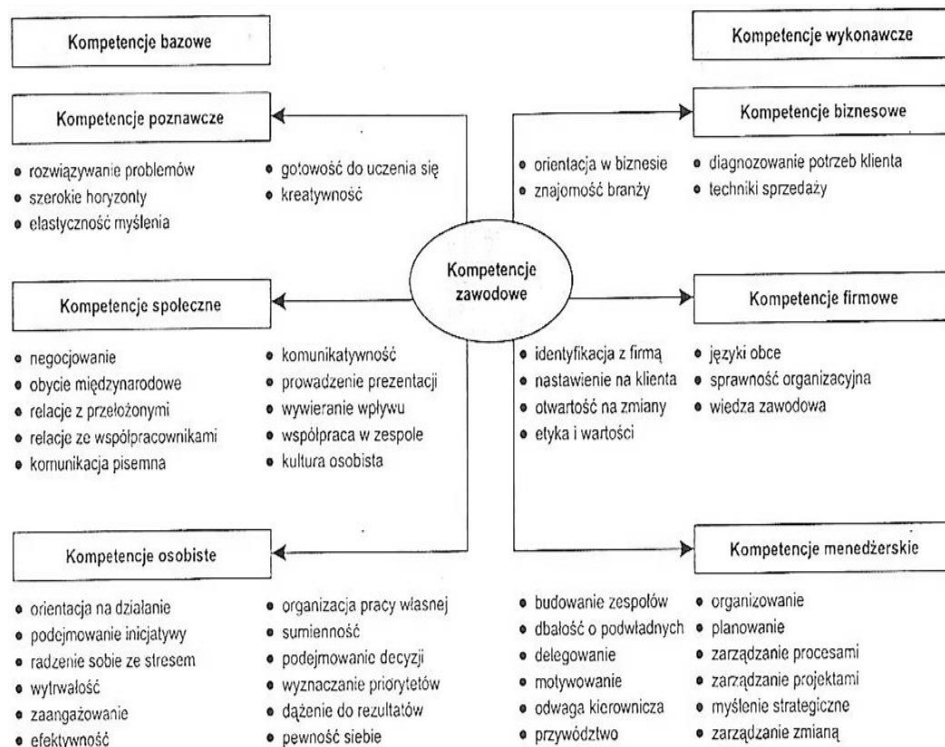 Kompetencje bazowe
Kompetencje wykonawcze
Kompetencje poznawcze
• rozwiązywanie problemów
• szerokie horyzonty
• elastyczność myślenia
• gotowość do uczenia się
• kreatywność
Kompetencje biznesowe
• orientacja w biznesie
• znajomość branży
• diagnozowanie potrzeb klienta
• techniki sprzedaży
Kompetencje
zawodowe
Kompetencje społeczne
• negocjowanie
• obycie międzynarodowe
• relacje z przełożonymi
• relacje ze współpracownikami
• komunikacja pisemna
• komunikatywność
• prowadzenie prezentacji
• wywieranie wpływu
• współpraca w zespole
• kultura osobista
Kompetencje firmowe
• identyfikacja z firmą
• nastawienie na klienta
• otwartość na zmiany
• etyka i wartości
• języki obce
• sprawność organizacyjna
• wiedza zawodowa
Kompetencje osobiste
• orientacja na działanie
• podejmowanie inicjatywy
• radzenie sobie ze stresem
• wytrwałość
• zaangażowanie
• efektywność
• organizacja pracy własnej
• sumienność
• podejmowanie decyzji
• wyznaczanie priorytetów
• dążenie do rezultatów
• pewność siebie
Kompetencje menedżerskie
• budowanie zespołów
• dbałość o podwładnych
• delegowanie
• motywowanie
• odwaga kierownicza
• przywództwo
• organizowanie
• planowanie
• zarządzanie procesami
• zarządzanie projektami
• myślenie strategiczne
• zarządzanie zmianą